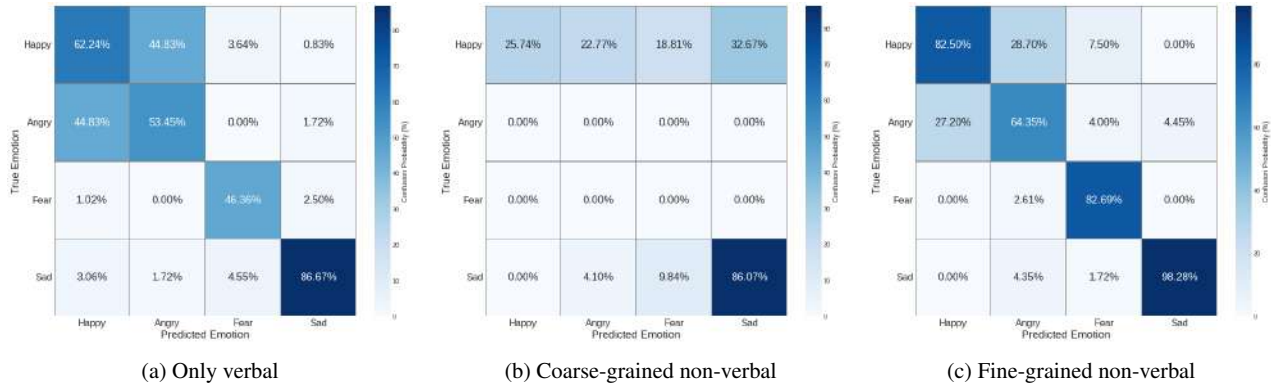 Happy 62.24% 44.83% 3.64% 0.83%
Angry 44.83% 53.45% 0.00% 1.72%
Fear 1.02% 0.00% 46.36% 2.50%
Sad 3.06% 1.72% 4.55% 86.67%
Happy Angry Fear Sad
Predicted Emotion
True Emotion
Confusion Probability (%)
(a) Only verbal
Happy 25.74% 22.77% 18.81% 32.67%
Angry 0.00% 0.00% 0.00% 0.00%
Fear 0.00% 0.00% 0.00% 0.00%
Sad 0.00% 4.10% 9.84% 86.07%
Happy Angry Fear Sad
Predicted Emotion
True Emotion
Confusion Probability (%)
(b) Coarse-grained non-verbal
Happy 82.50% 28.70% 7.50% 0.00%
Angry 27.20% 64.35% 4.00% 4.45%
Fear 0.00% 2.61% 82.69% 0.00%
Sad 0.00% 4.35% 1.72% 98.28%
Happy Angry Fear Sad
Predicted Emotion
True Emotion
Confusion Probability (%)
(c) Fine-grained non-verbal